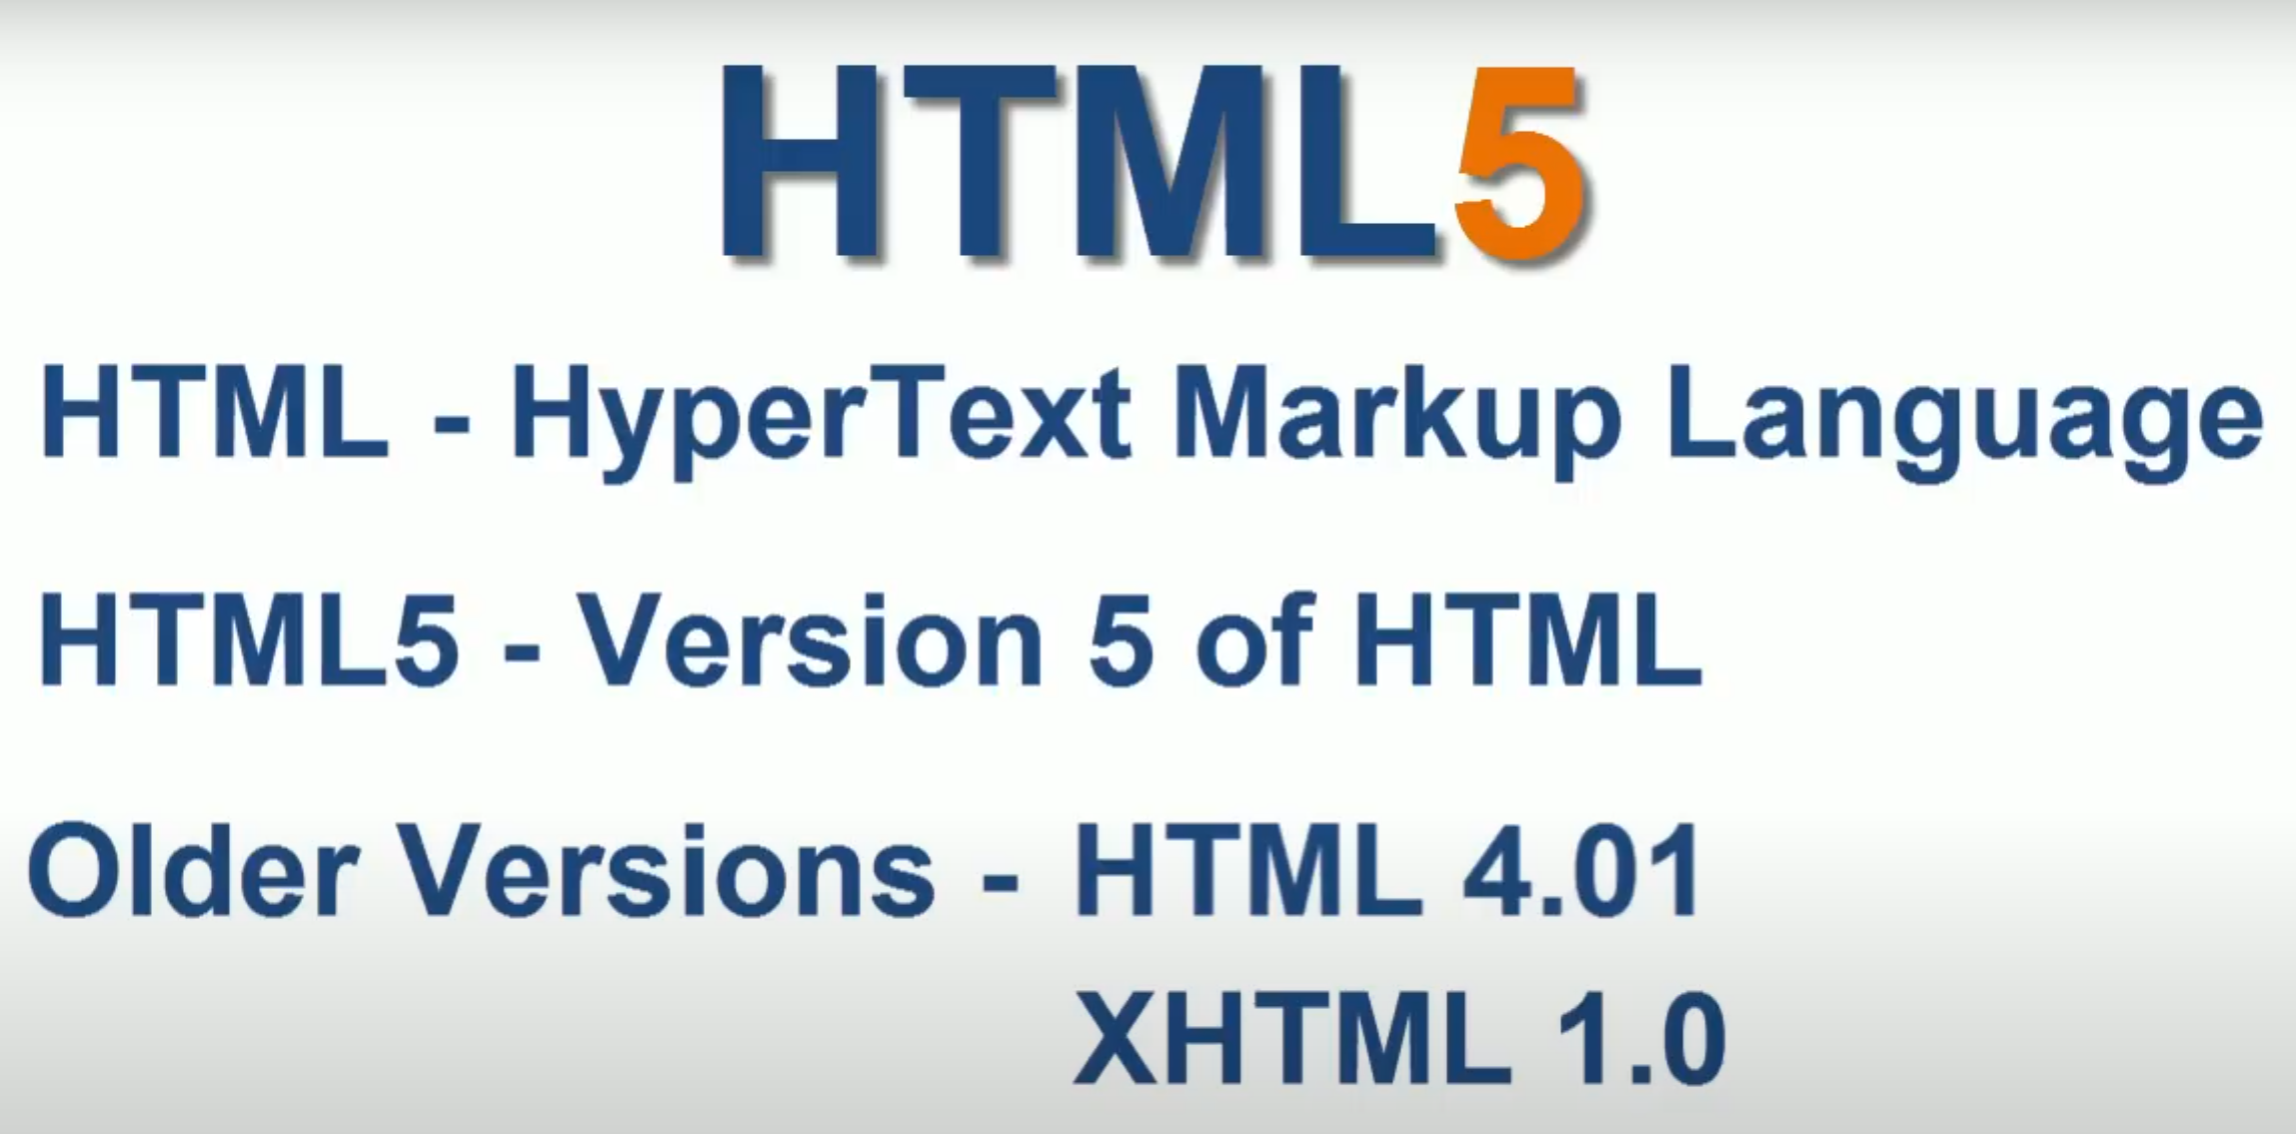 HTML5
HTML - HyperText Markup Language
HTML5 - Version 5 of HTML
Older Versions - HTML 4.01
XHTML 1.0